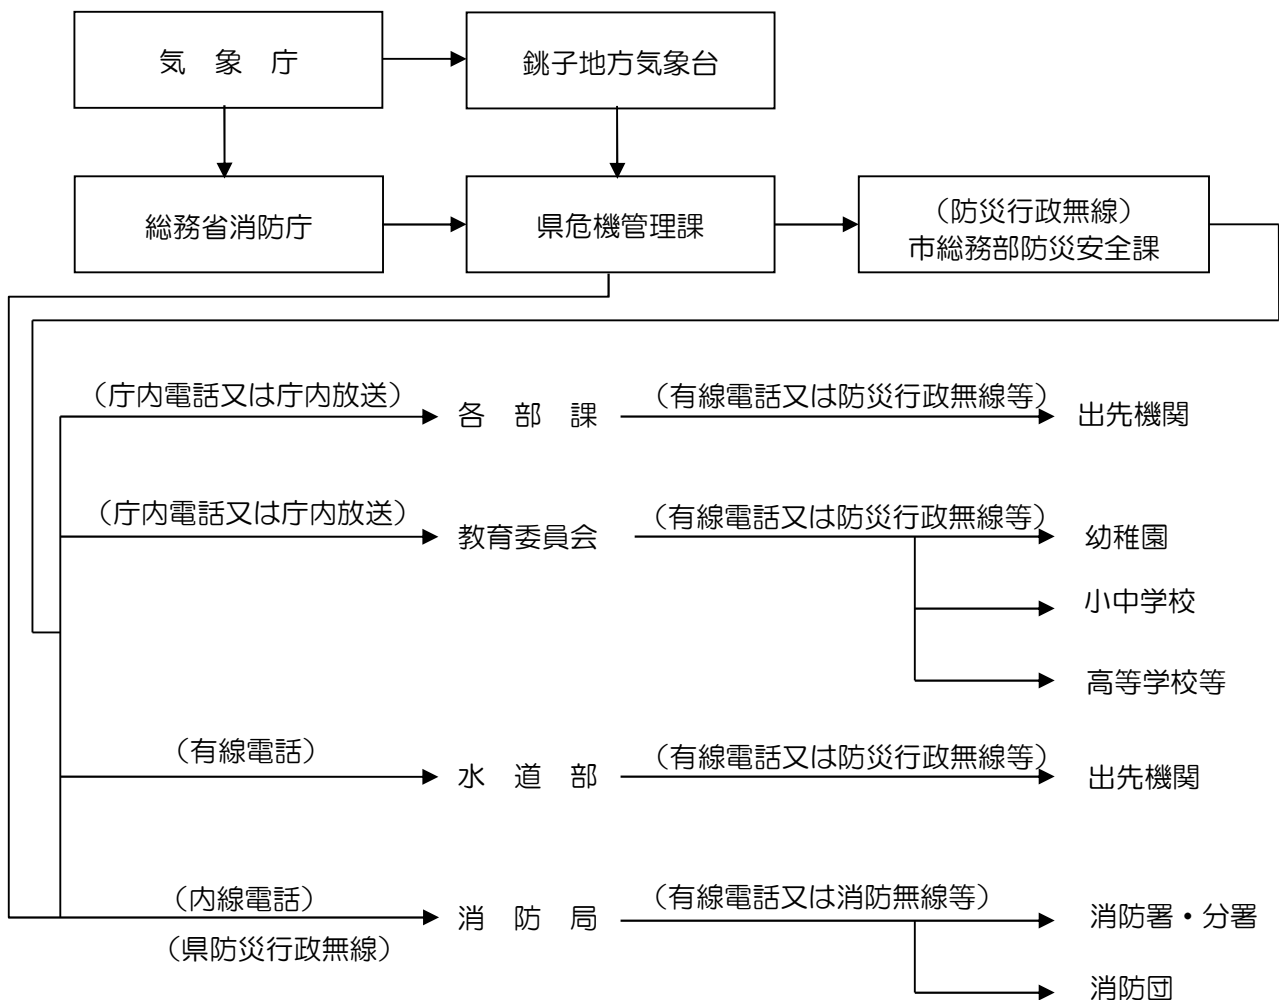 気　象　庁
銚子地方気象台
総務省消防庁
県危機管理課
（防災行政無線）
市総務部防災安全課
（庁内電話又は庁内放送）
各　部　課
（有線電話又は防災行政無線等）
出先機関
（庁内電話又は庁内放送）
教育委員会
（有線電話又は防災行政無線等）
幼稚園
小中学校
高等学校等
（有線電話）
水　道　部
（有線電話又は防災行政無線等）
出先機関
（内線電話）
（県防災行政無線）
消　防　局
（有線電話又は消防無線等）
消防署・分署
消防団